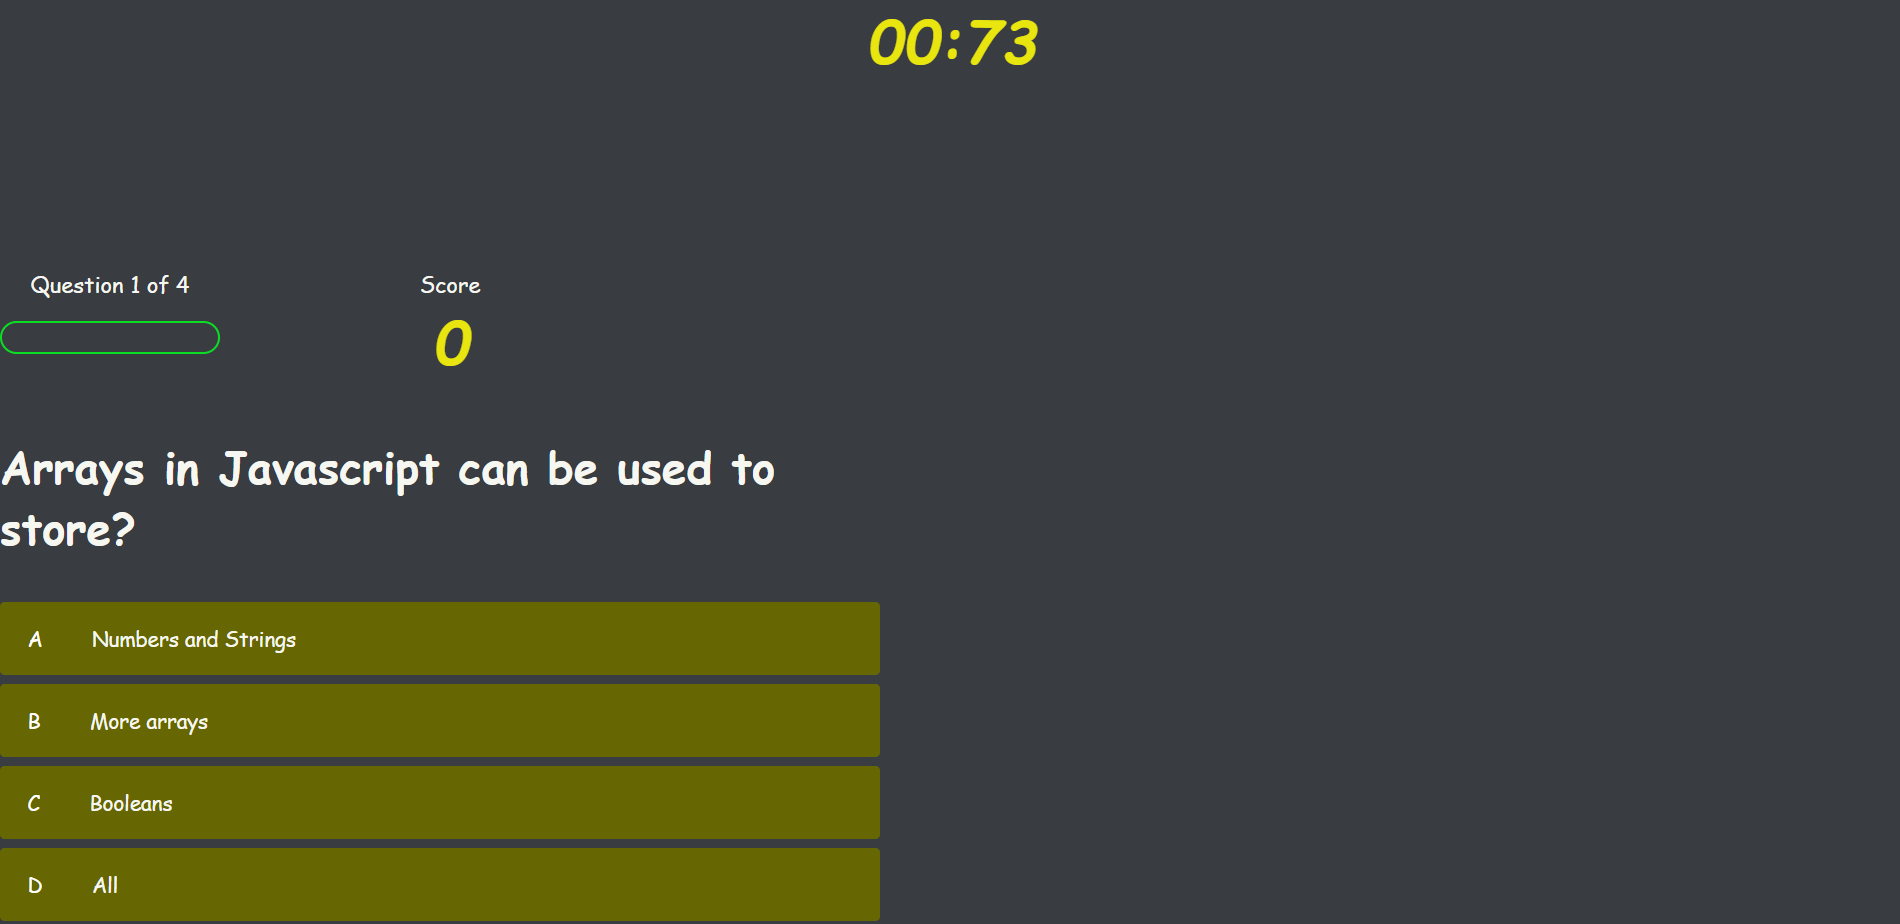 00:73
Question 1 of 4
Score
0
Arrays in Javascript can be used to
store?
A Numbers and Strings
B More arrays
C Booleans
D All